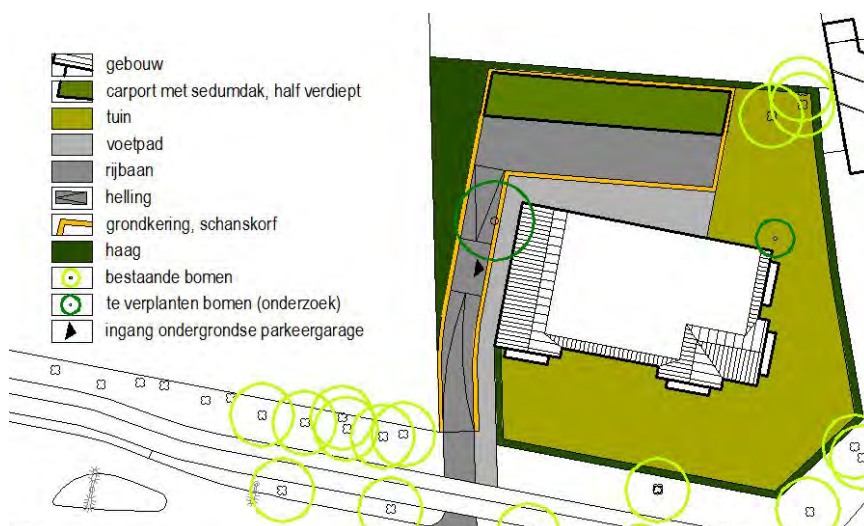 gebouw
carport met sedumdak, half verdiept
tuin
voetpad
rijbaan
helling
grondkering, schanskorf
haag
bestaande bomen
te verplanten bomen (onderzoek)
ingang ondergrondse parkeergarage